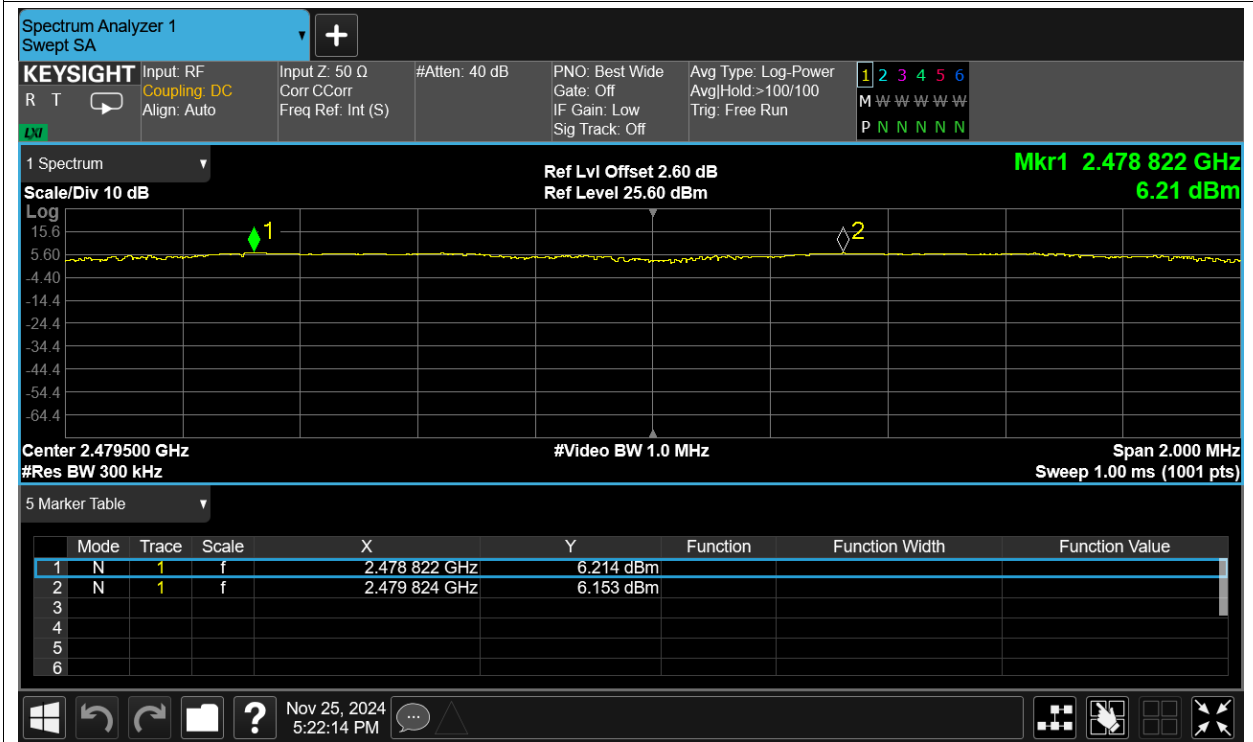 Spectrum Analyzer 1
Swept SA
+
KEYSIGHT
R T
LXI
Input: RF
Coupling: DC
Align: Auto
Input Z: 50 Ω
Corr CCorr
Freq Ref: Int (S)
#Atten: 40 dB
PNO: Best Wide
Gate: Off
IF Gain: Low
Sig Track: Off
Avg Type: Log-Power
Avg|Hold:>100/100
Trig: Free Run
1 2 3 4 5 6
M W W W W W
P N N N N N
1 Spectrum
Scale/Div 10 dB
Ref Lvl Offset 2.60 dB
Ref Level 25.60 dBm
Mkr1 2.478 822 GHz
6.21 dBm
Log
15.6
5.60
-4.40
-14.4
-24.4
-34.4
-44.4
-54.4
-64.4
1
2
Center 2.479500 GHz
#Video BW 1.0 MHz
Span 2.000 MHz
#Res BW 300 kHz
Sweep 1.00 ms (1001 pts)
5 Marker Table
Mode Trace Scale X Y Function Function Width Function Value
1 N 1 f 2.478 822 GHz 6.214 dBm
2 N 1 f 2.479 824 GHz 6.153 dBm
3
4
5
6
?
Nov 25, 2024
5:22:14 PM